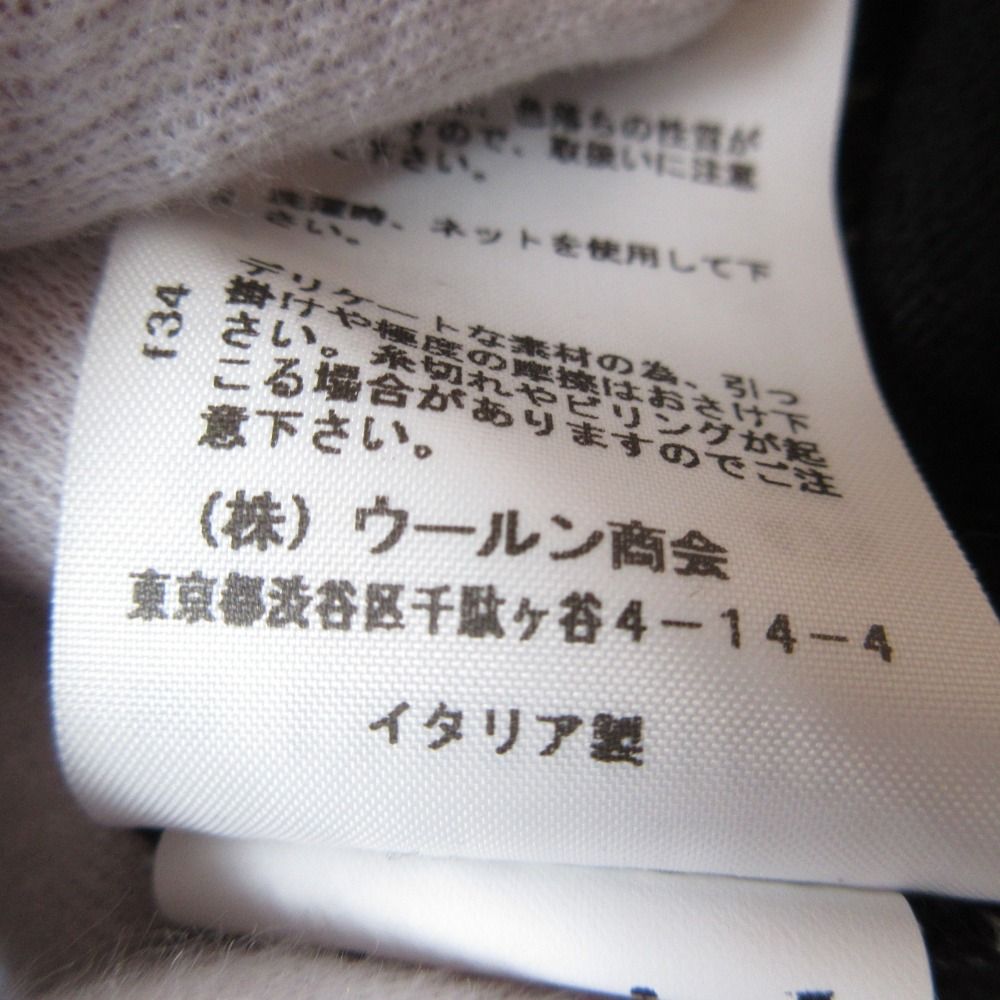 色落ちの性質が
ので、取扱いに注意
下さい。
洗濯時、ネットを使用して下
さい。
f34
デリケートな素材の為、引っ
掛けや極度の摩擦はおさけ下
さい。糸切れやピリングが起
こる場合がありますのでご注
意下さい。
(株) ウールン商会
東京都渋谷区千駄ヶ谷4-14-4
イタリア製